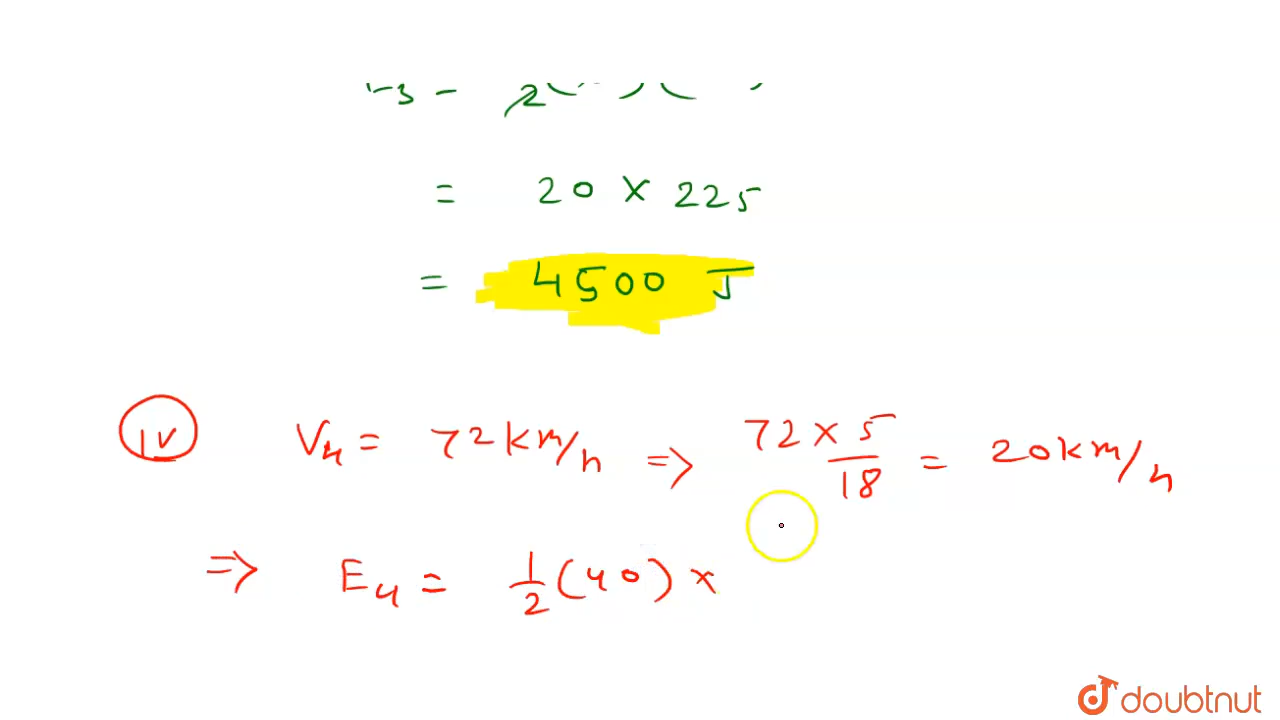 = 20 × 225
= 4500 J
iv V4 = 72 km/h => 72 × 5/18 = 20 km/h
=> E4 = 1/2 (40) ×
doubtnut